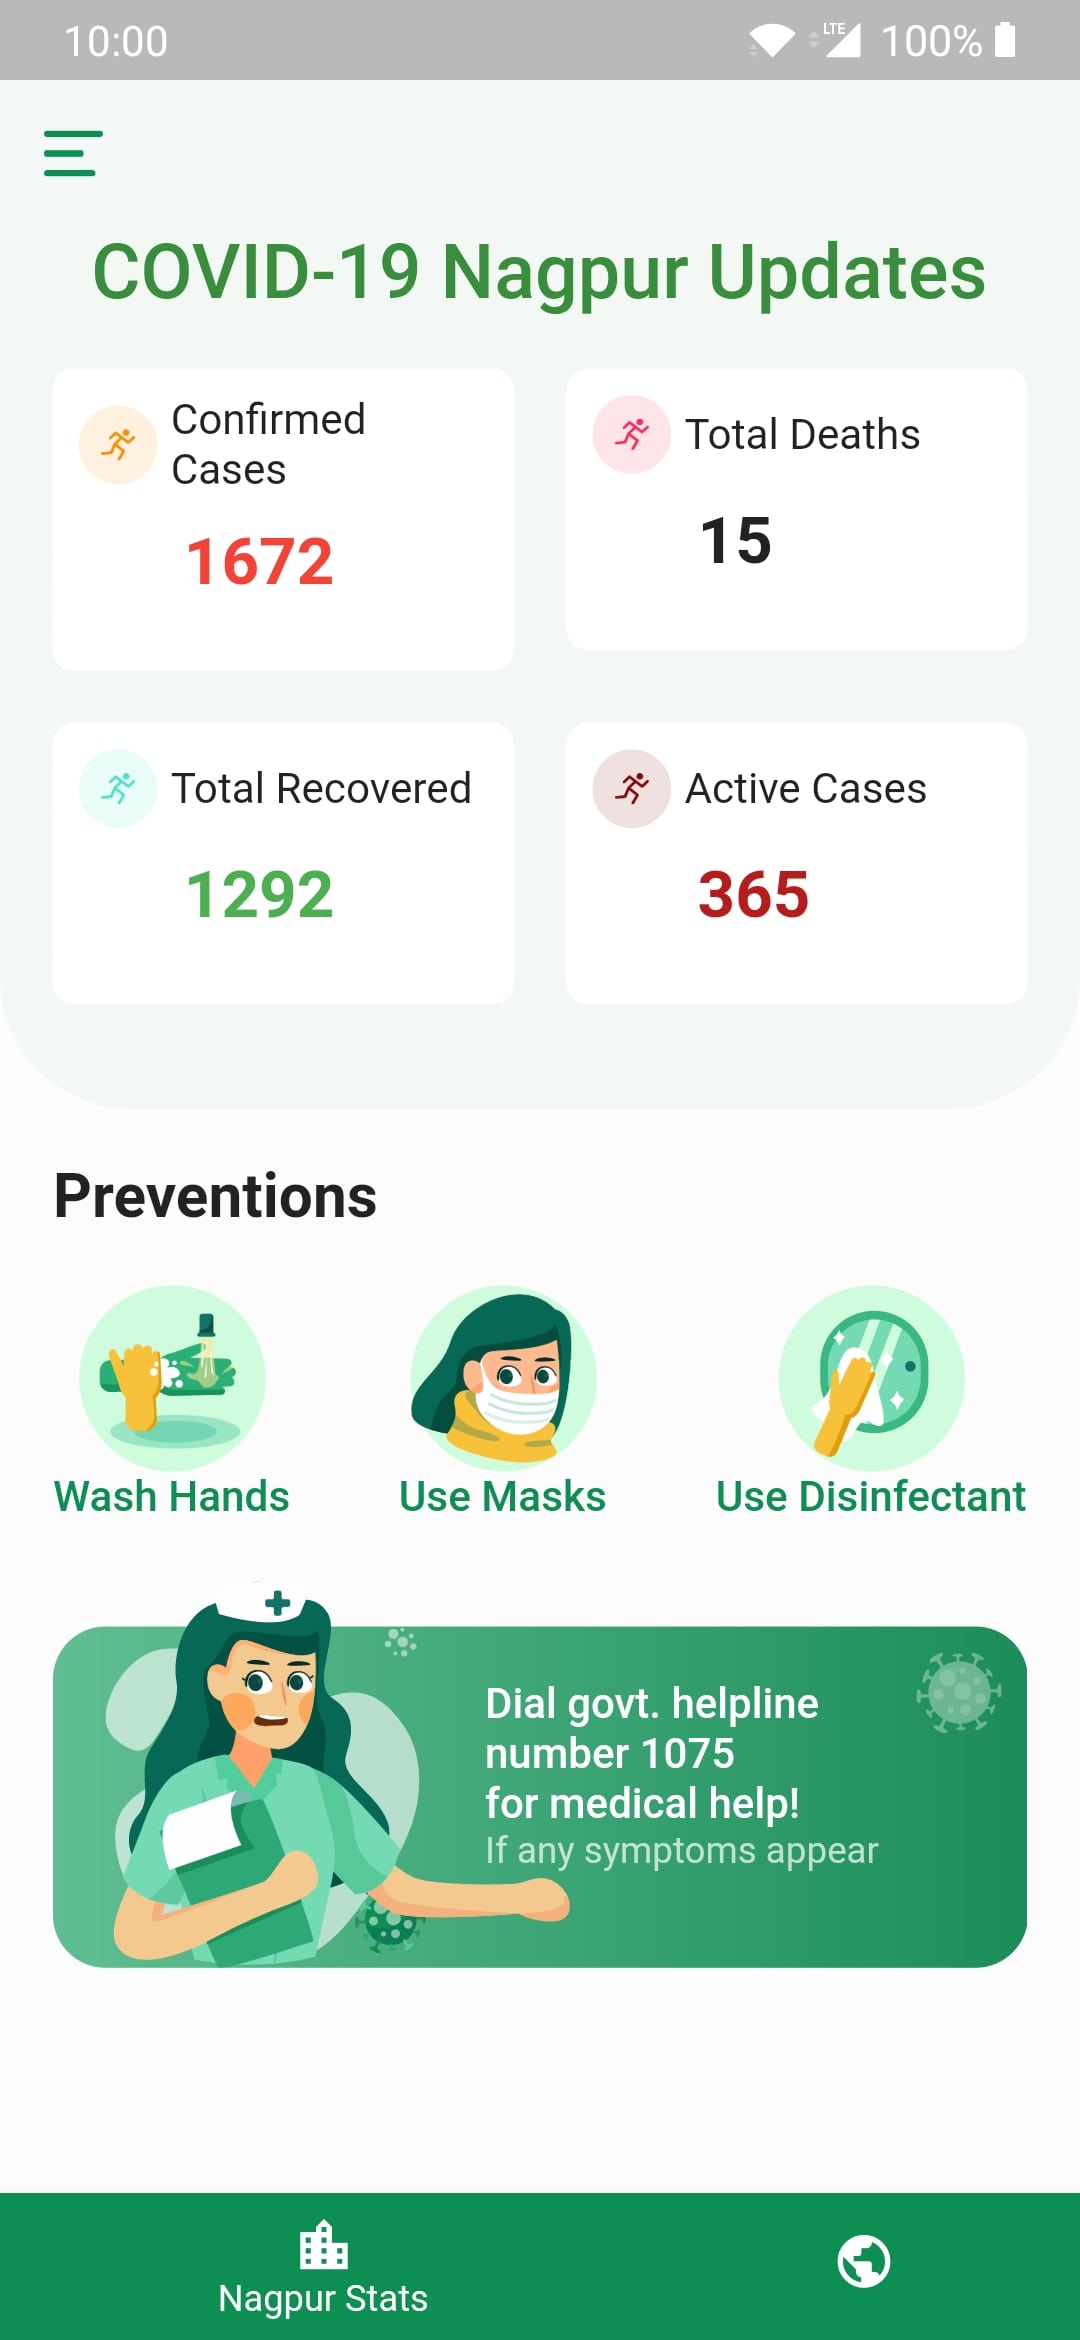 10:00
LTE 100%
COVID-19 Nagpur Updates
Confirmed
Cases
1672
Total Deaths
15
Total Recovered
1292
Active Cases
365
Preventions
Wash Hands
Use Masks
Use Disinfectant
Dial govt. helpline
number 1075
for medical help!
If any symptoms appear
Nagpur Stats